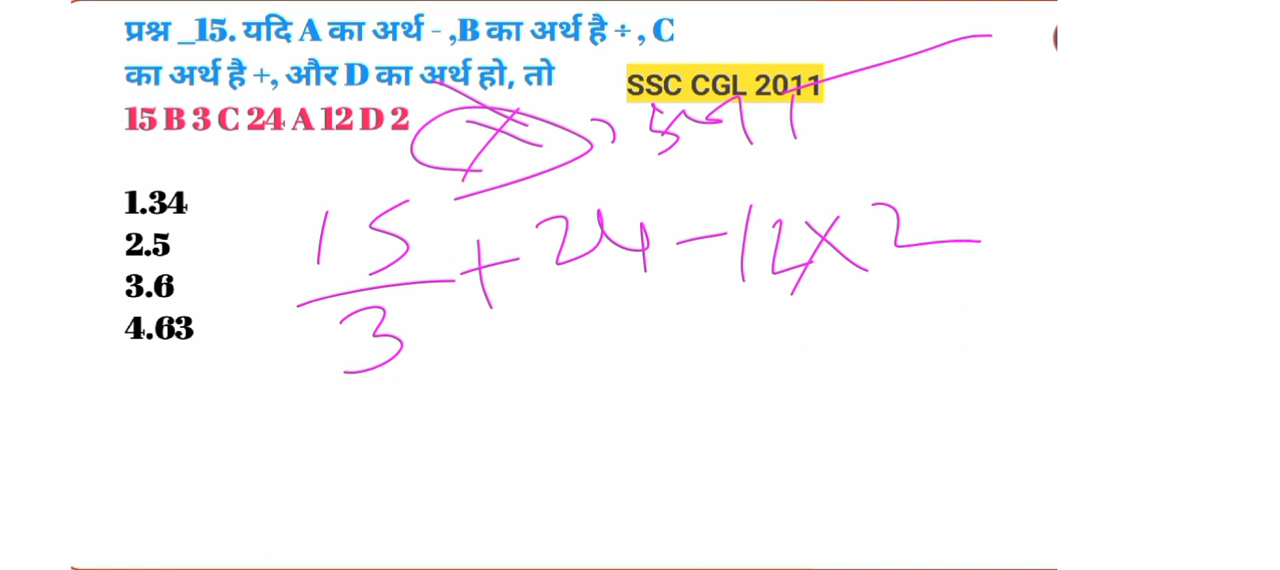 प्रश्न _15. यदि A का अर्थ - ,B का अर्थ है ÷ , C
का अर्थ है +, और D का अर्थ हो, तो
SSC CGL 2011
15 B 3 C 24 A 12 D 2
1.34
2.5
3.6
4.63
15/3 + 24 - 12 x 2